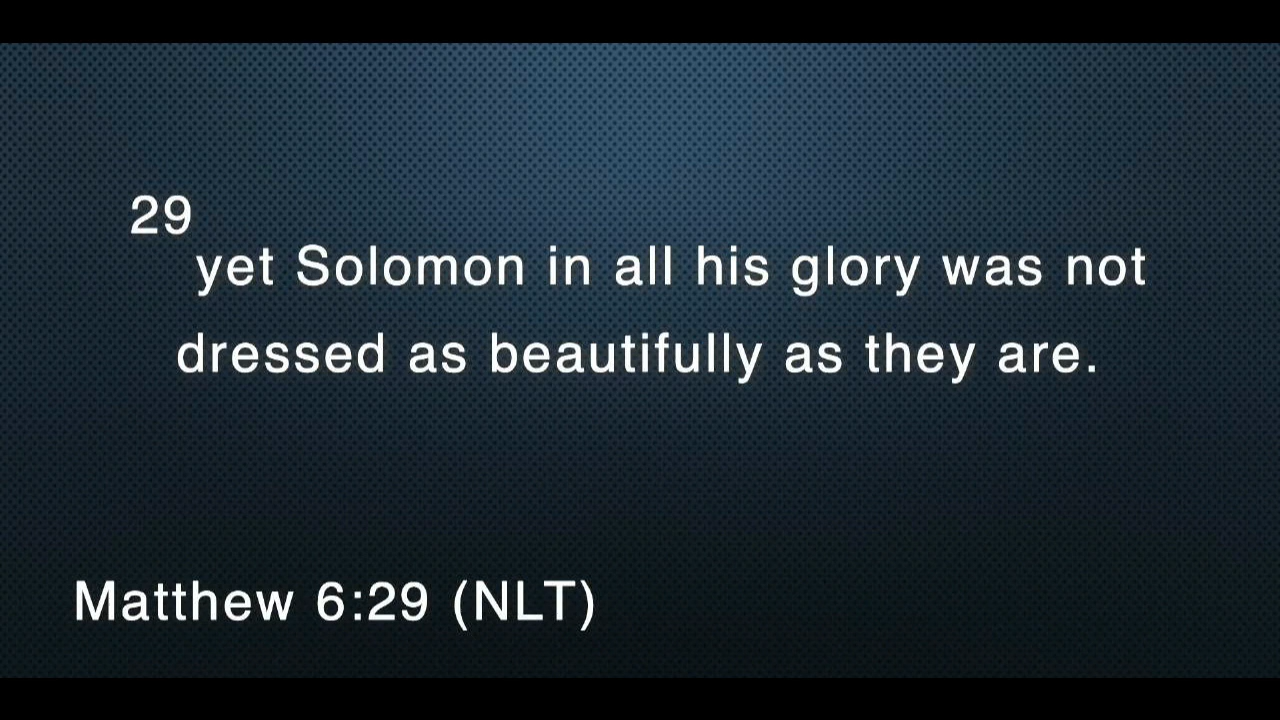 29
yet Solomon in all his glory was not
dressed as beautifully as they are.
Matthew 6:29 (NLT)